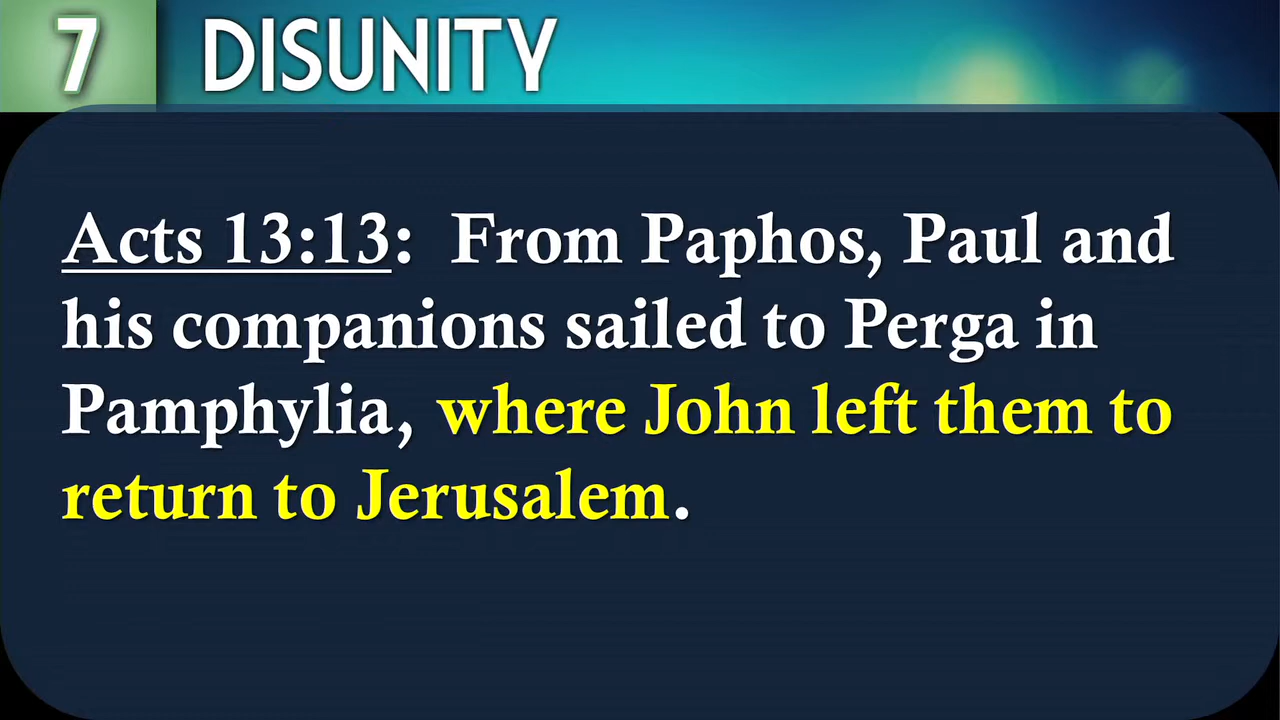 7 DISUNITY
Acts 13:13: From Paphos, Paul and
his companions sailed to Perga in
Pamphylia, where John left them to
return to Jerusalem.